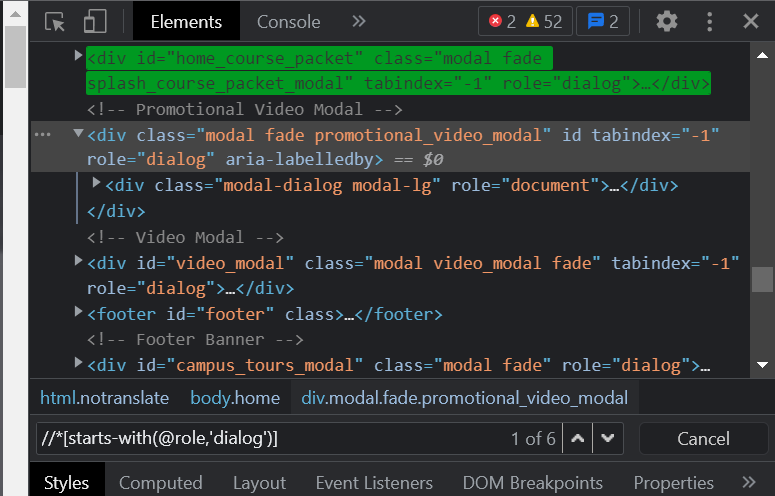 Elements Console » 2 52 2
<div id="home_course_packet" class="modal fade
splash_course_packet_modal" tabindex="-1" role="dialog">…</div>
<!-- Promotional Video Modal -->
<div class="modal fade promotional_video_modal" id tabindex="-1"
role="dialog" aria-labelledby> == $0
<div class="modal-dialog modal-lg" role="document">…</div>
</div>
<!-- Video Modal -->
<div id="video_modal" class="modal video_modal fade" tabindex="-1"
role="dialog">…</div>
<footer id="footer" class>…</footer>
<!-- Footer Banner -->
<div id="campus_tours_modal" class="modal fade" role="dialog">…
html.notranslate body.home div.modal.fade.promotional_video_modal
//*[starts-with(@role,'dialog')] 1 of 6 Cancel
Styles Computed Layout Event Listeners DOM Breakpoints Properties »